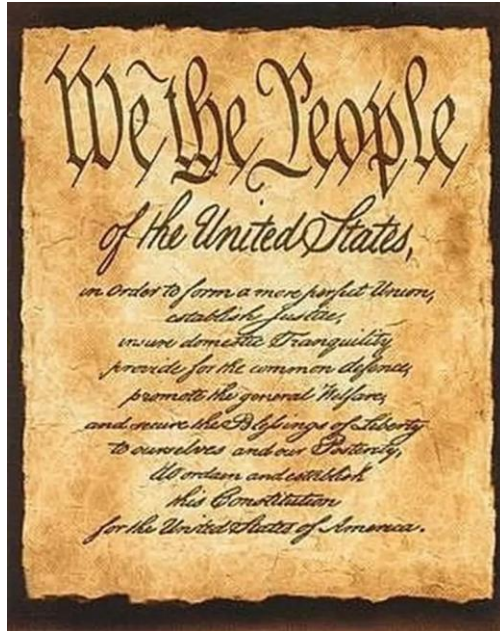 We the People
of the United States,
in Order to form a more perfect Union,
establish Justice,
insure domestic Tranquility
provide for the common defence,
promote the general Welfare,
and secure the Blessings of Liberty
to ourselves and our Posterity,
do ordain and establish
this Constitution
for the United States of America.